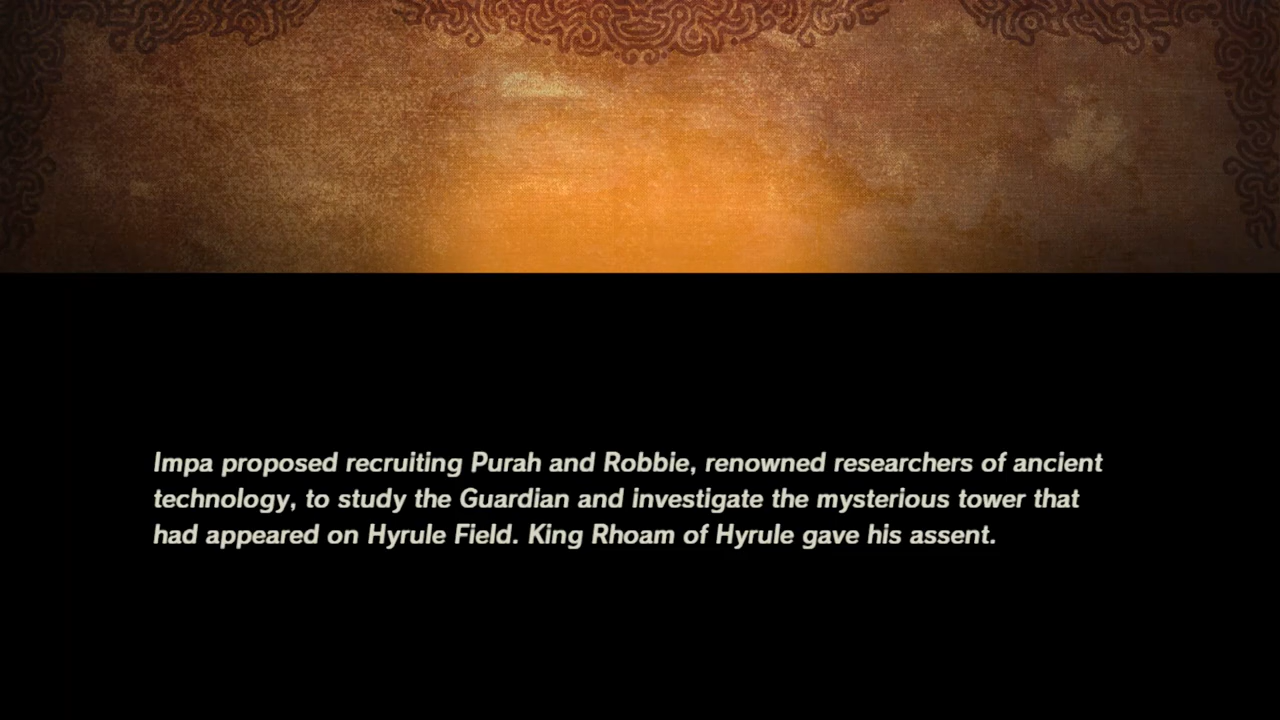 Impa proposed recruiting Purah and Robbie, renowned researchers of ancient
technology, to study the Guardian and investigate the mysterious tower that
had appeared on Hyrule Field. King Rhoam of Hyrule gave his assent.